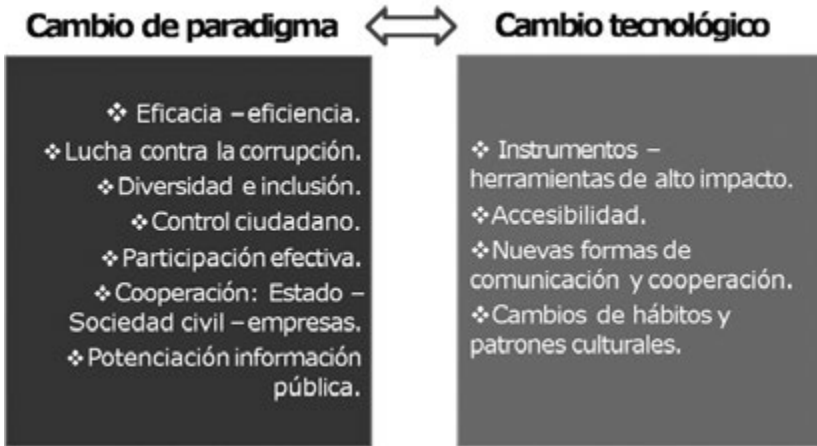 Cambio de paradigma
Cambio tecnológico
❖ Eficacia – eficiencia.
❖ Lucha contra la corrupción.
❖ Diversidad e inclusión.
❖ Control ciudadano.
❖ Participación efectiva.
❖ Cooperación: Estado –
Sociedad civil – empresas.
❖ Potenciación información
pública.
❖ Instrumentos –
herramientas de alto impacto.
❖ Accesibilidad.
❖ Nuevas formas de
comunicación y cooperación.
❖ Cambios de hábitos y
patrones culturales.